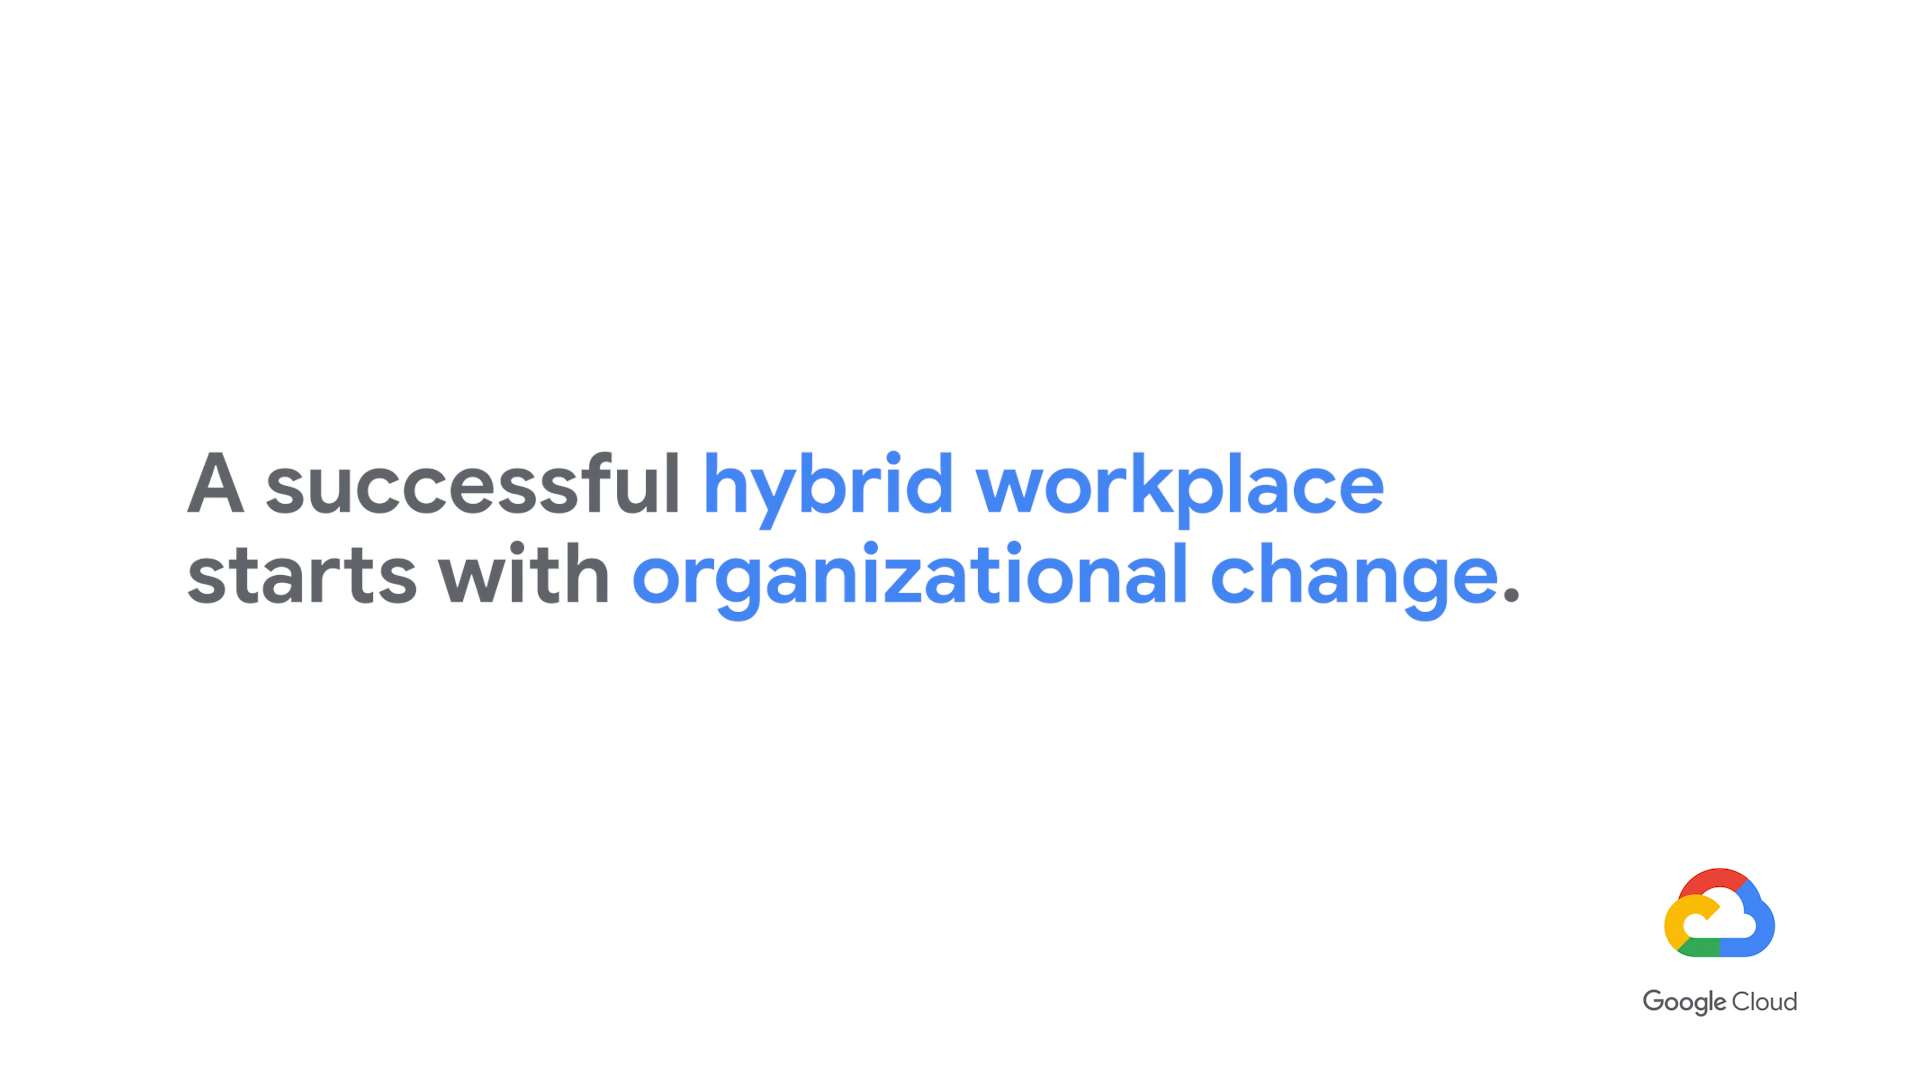 A successful hybrid workplace
starts with organizational change.
Google Cloud